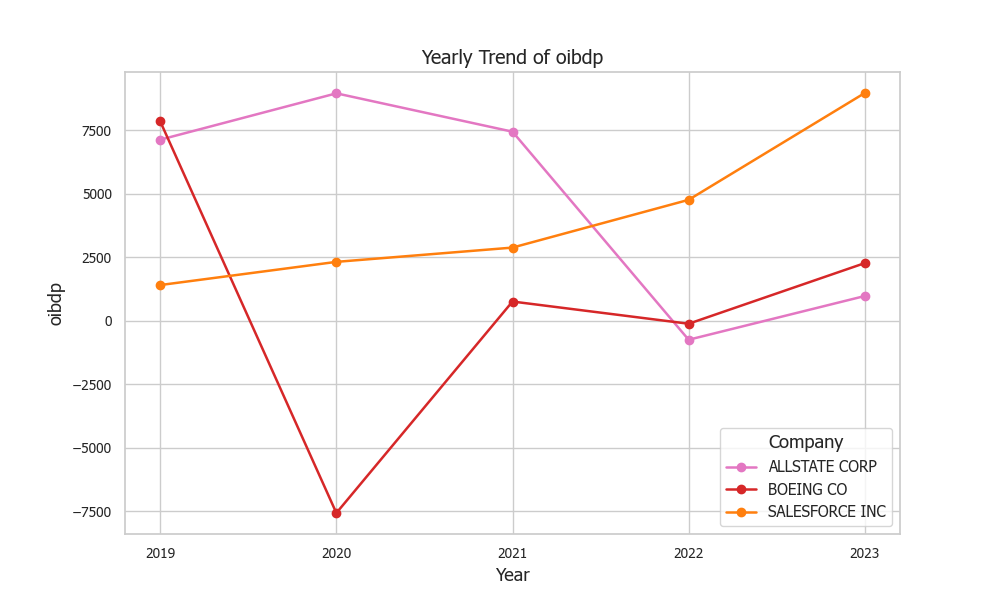 Yearly Trend of oibdp
oibdp
7500
5000
2500
0
−2500
−5000
−7500
2019 2020 2021 2022 2023
Year
Company
ALLSTATE CORP
BOEING CO
SALESFORCE INC